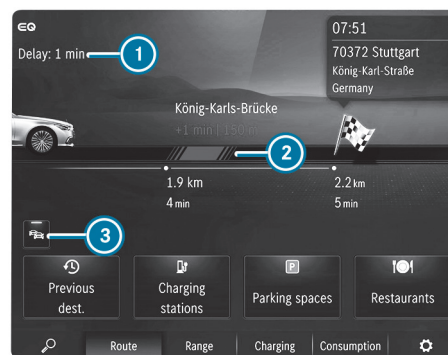 EQ
07:51
Delay: 1 min
1
70372 Stuttgart
König-Karl-Straße
Germany
König-Karls-Brücke
+1 min | 150 m
2
1.9 km
2.2 km
4 min
5 min
3
Previous
dest.
Charging
stations
P
Parking spaces
Restaurants
Route
Range
Charging
Consumption